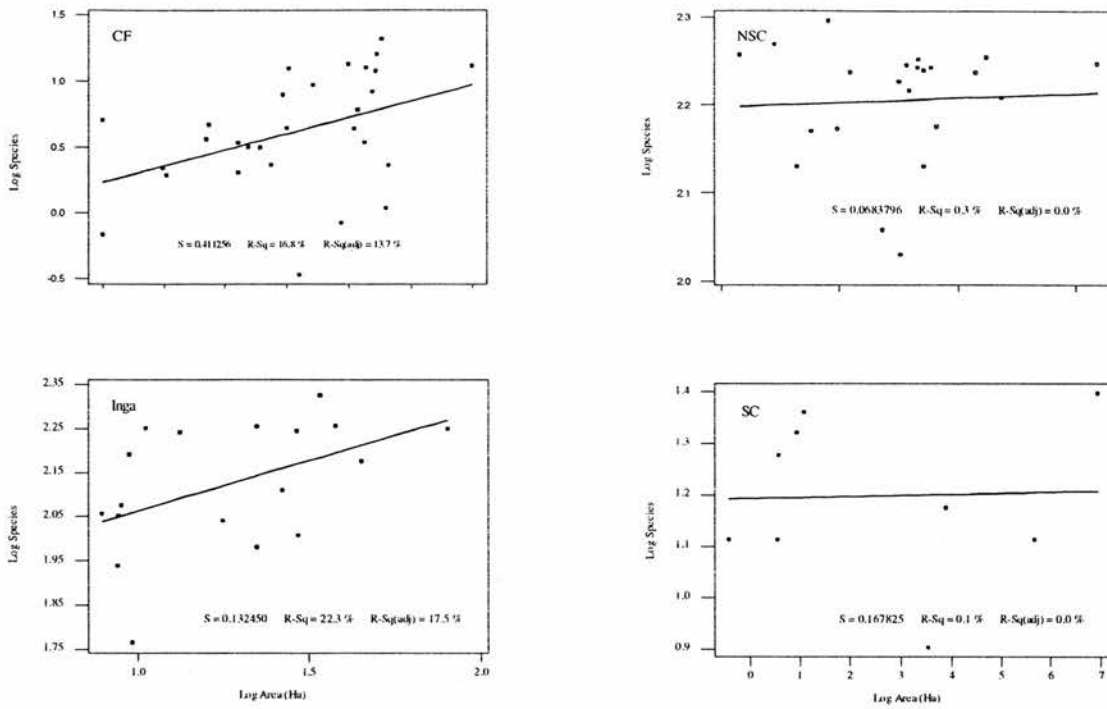 CF
1.5
1.0
0.5
0.0
-0.5
Log Species
S = 0.411256 R-Sq = 16.8 % R-Sq(adj) = 13.7 %
NSC
2.3
2.2
2.1
2.0
Log Species
S = 0.0683796 R-Sq = 0.3 % R-Sq(adj) = 0.0 %
Inga
2.35
2.25
2.15
2.05
1.95
1.85
1.75
Log Species
S = 0.132450 R-Sq = 22.3 % R-Sq(adj) = 17.5 %
1.0 1.5 2.0
Log Area (Ha)
SC
1.4
1.3
1.2
1.1
1.0
0.9
Log Species
S = 0.167825 R-Sq = 0.1 % R-Sq(adj) = 0.0 %
0 1 2 3 4 5 6 7
Log Area (Ha)